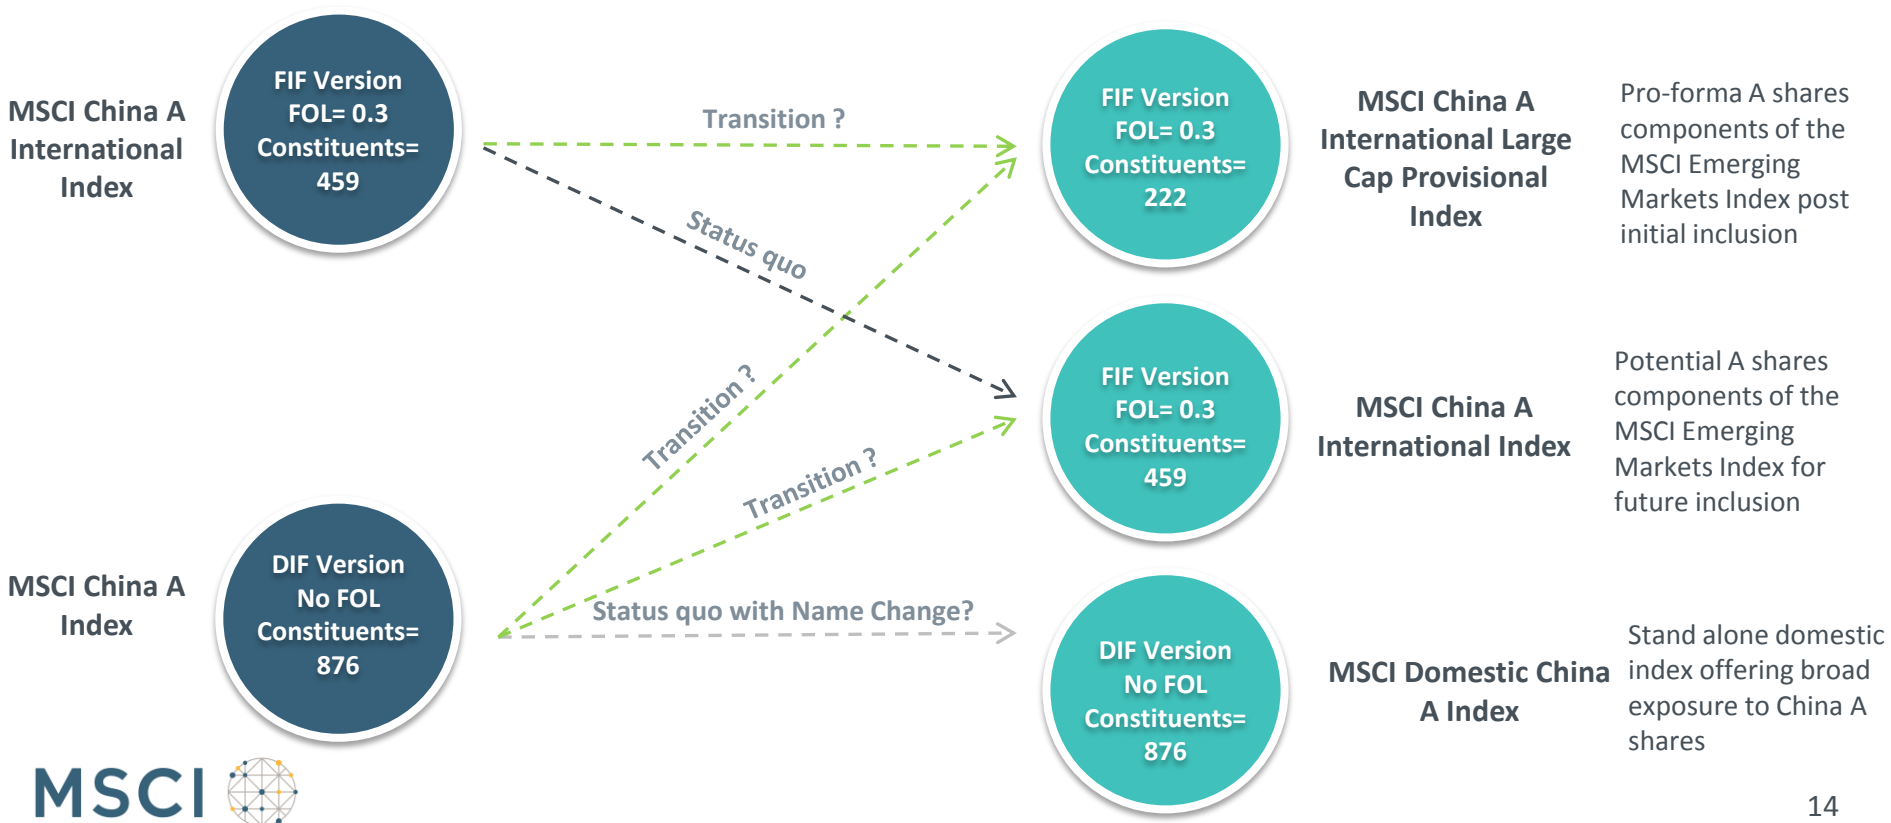 MSCI China A
International
Index
FIF Version
FOL= 0.3
Constituents=
459
Transition ?
Status quo
FIF Version
FOL= 0.3
Constituents=
222
MSCI China A
International Large
Cap Provisional
Index
Pro-forma A shares
components of the
MSCI Emerging
Markets Index post
initial inclusion
Transition ?
Transition ?
FIF Version
FOL= 0.3
Constituents=
459
MSCI China A
International Index
Potential A shares
components of the
MSCI Emerging
Markets Index for
future inclusion
MSCI China A
Index
DIF Version
No FOL
Constituents=
876
Status quo with Name Change?
DIF Version
No FOL
Constituents=
876
MSCI Domestic China
A Index
Stand alone domestic
index offering broad
exposure to China A
shares
MSCI
14